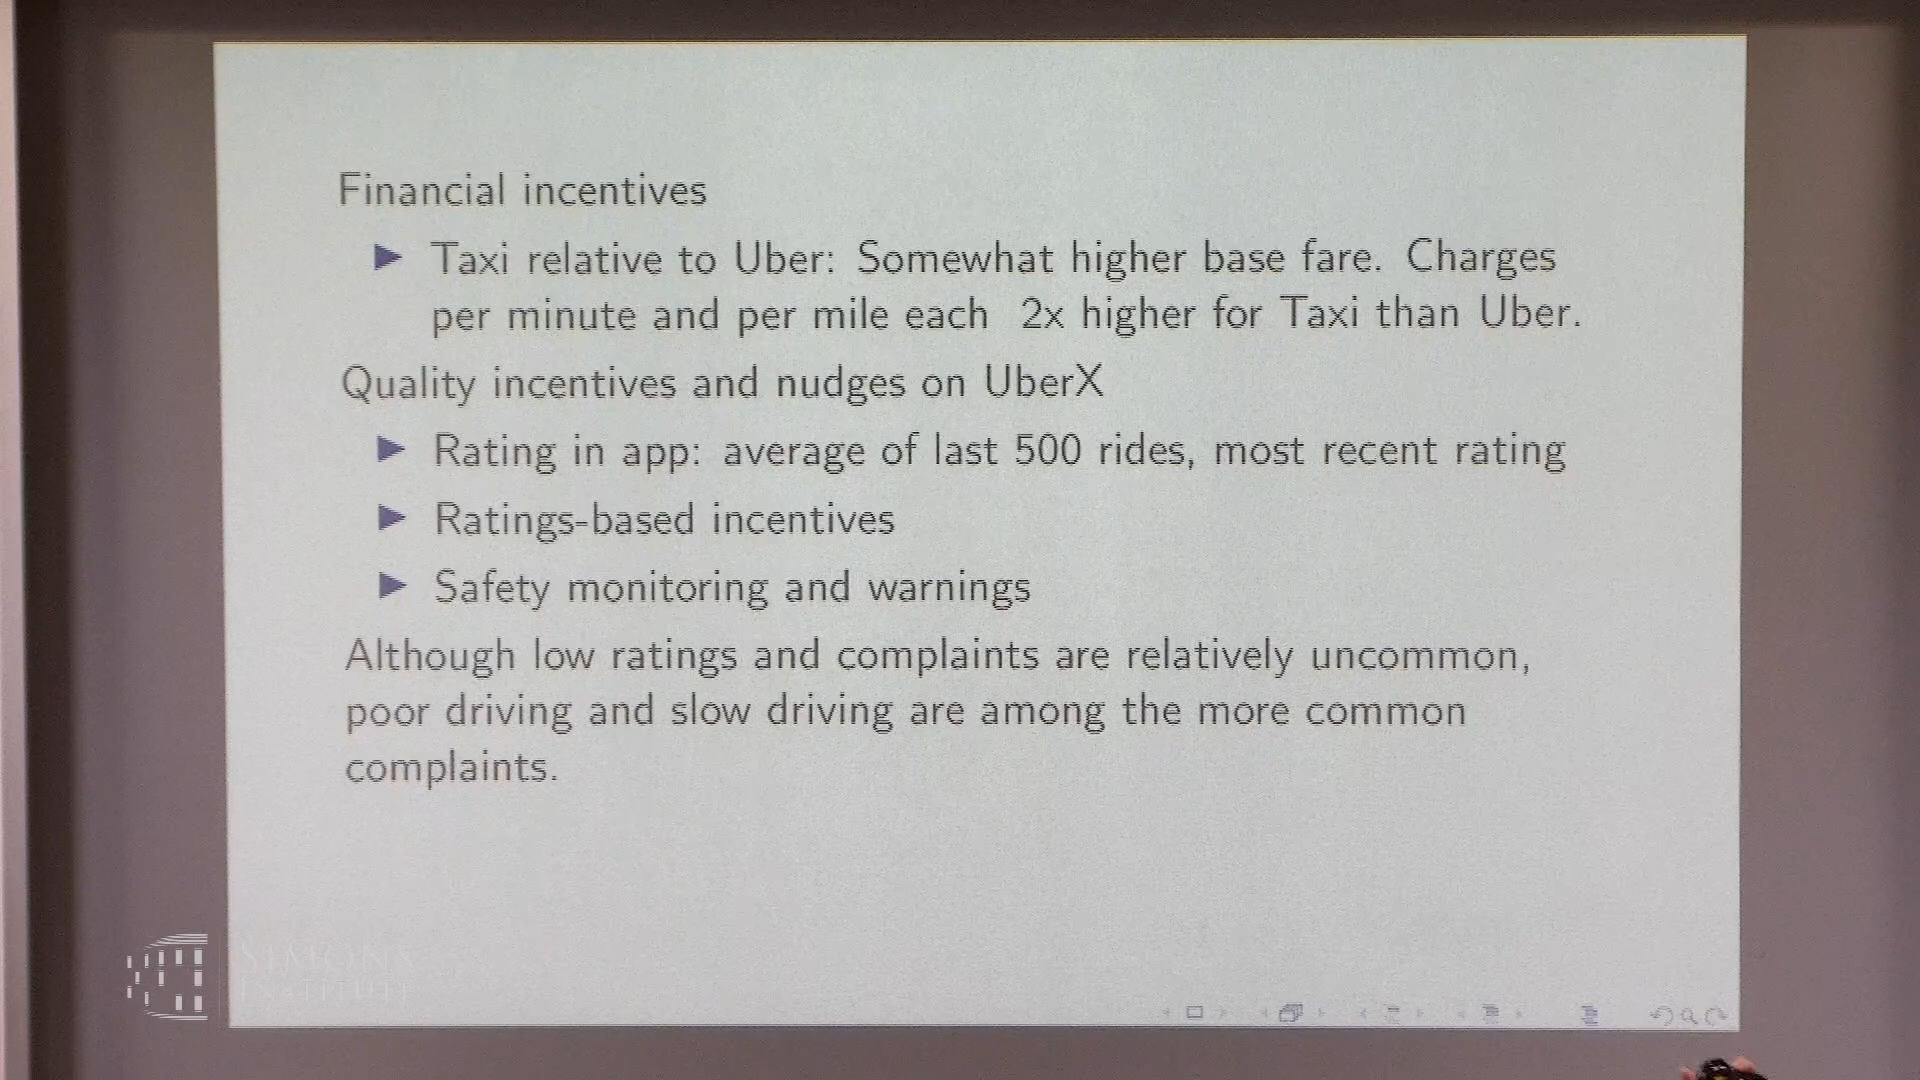 Financial incentives
Taxi relative to Uber: Somewhat higher base fare. Charges
per minute and per mile each 2x higher for Taxi than Uber.
Quality incentives and nudges on UberX
Rating in app: average of last 500 rides, most recent rating
Ratings-based incentives
Safety monitoring and warnings
Although low ratings and complaints are relatively uncommon,
poor driving and slow driving are among the more common
complaints.
SIMONS
INSTITUTE